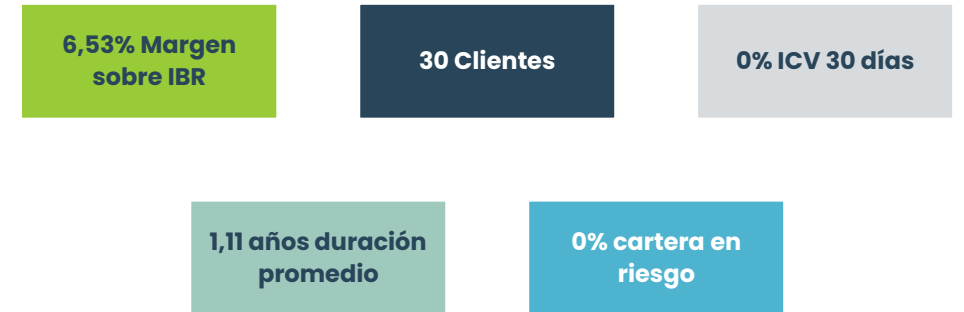 6,53% Margen
sobre IBR
30 Clientes
0% ICV 30 días
1,11 años duración
promedio
0% cartera en
riesgo